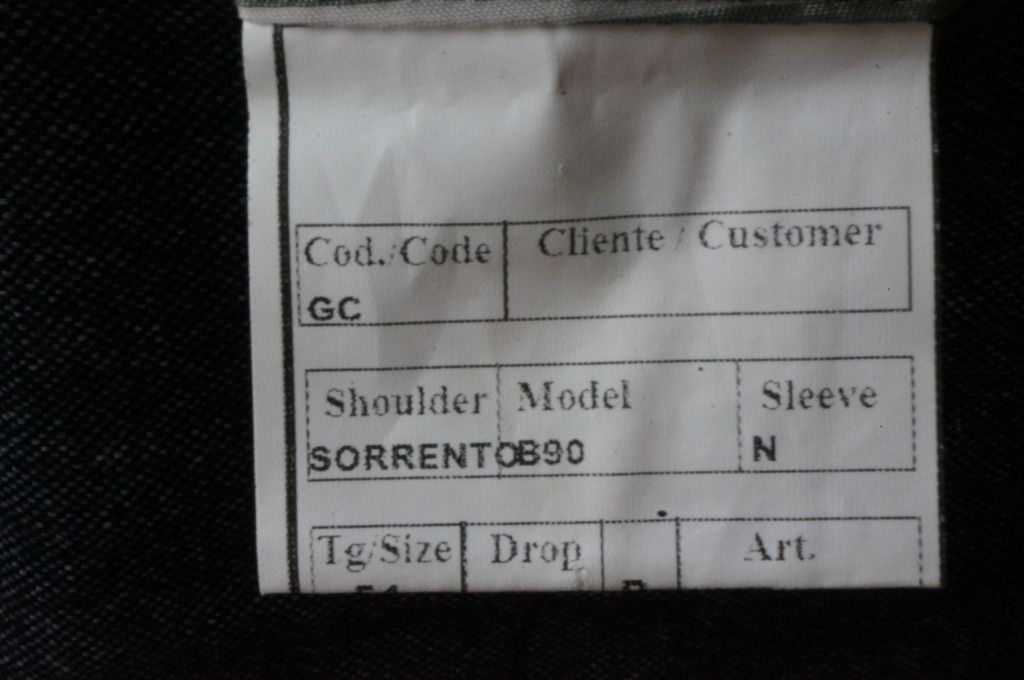 Cod./Code Cliente / Customer
GC
Shoulder Model Sleeve
SORRENTO B90 N
Tg/Size Drop Art.